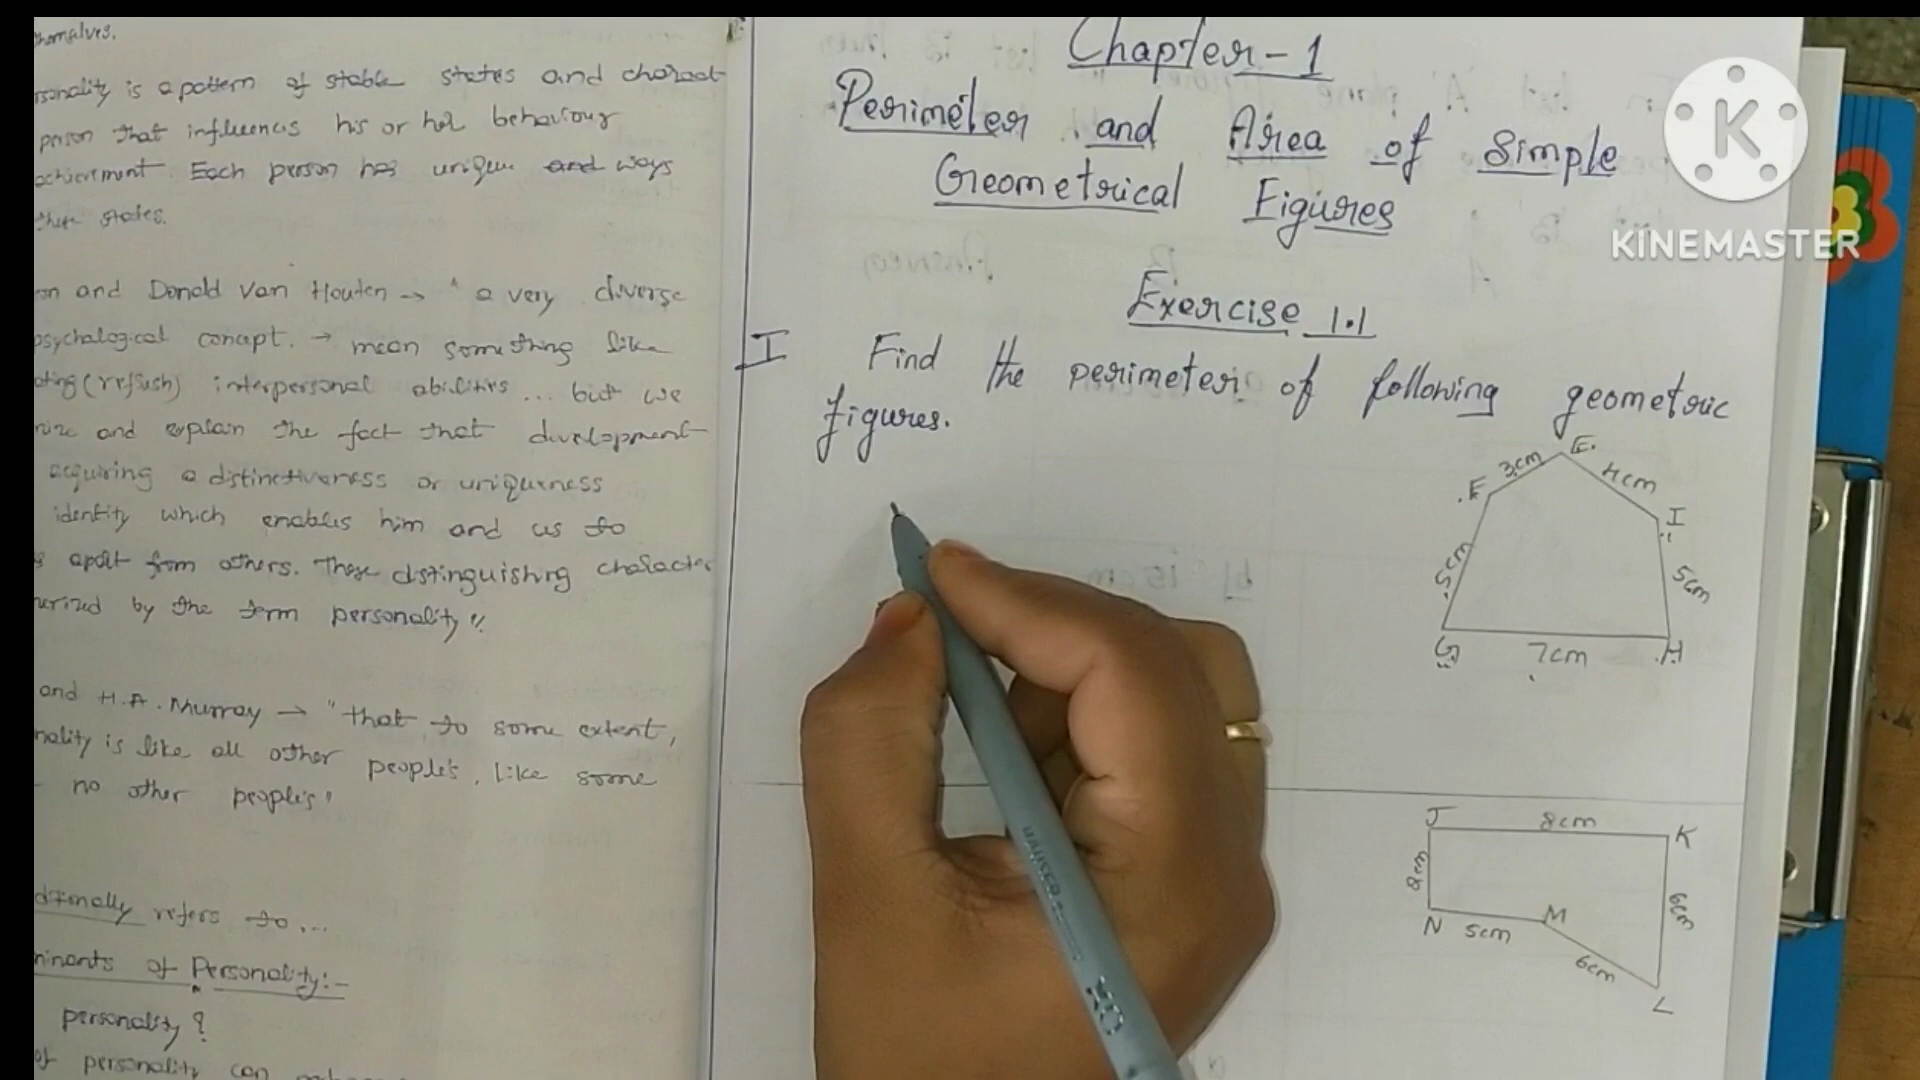 themselves.
is a pattern of stable states and charact
that influences his or her behaviour
Each person has unique and ways
states.
and Donald Van Houten → " a very diverse
psychalogical concept. → mean something like
interpersonal abilities ... but we
and explain the fact that development
acquiring a distinctiveness or uniqueness
identity which enables him and us to
apart from others. These distinguishing character
by the term personality".
and H.A. Murray → "that to some extent,
is like all other people's, like some
no other people's"
refers to ...
of Personality:-
personality?
of personality can
Chapter-1
Perimeter and Area of Simple
Geometrical Figures
Exercise 1.1
I Find the perimeter of following geometric
figures.
E.
3cm
4cm
.F
I
5cm
5cm
G
7cm
H
J
8cm
K
6cm
N
5cm
M
6cm
L
K
KINEMASTER